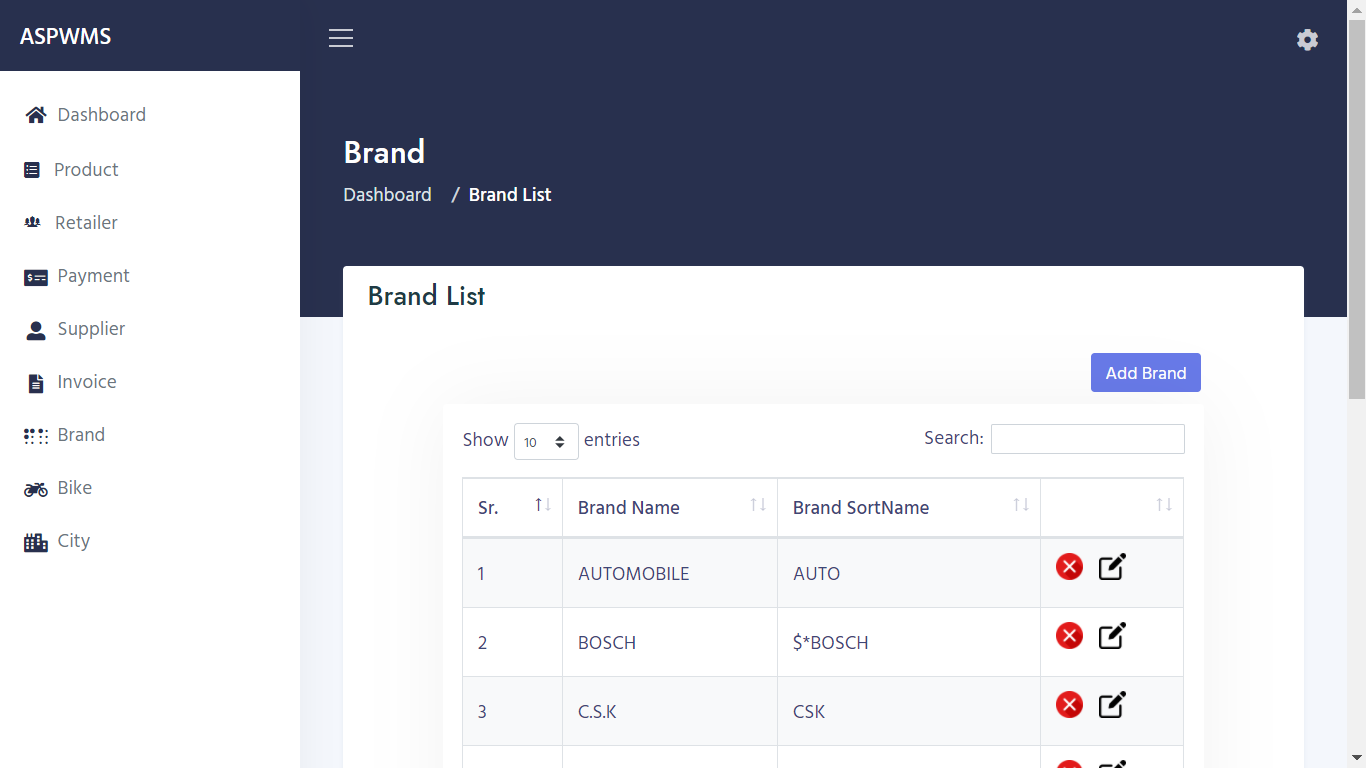 ASPWMS
Dashboard
Product
Retailer
Payment
Supplier
Invoice
Brand
Bike
City
Brand
Dashboard / Brand List
Brand List
Add Brand
Show 10 entries Search:
Sr. Brand Name Brand SortName
1 AUTOMOBILE AUTO
2 BOSCH $*BOSCH
3 C.S.K CSK